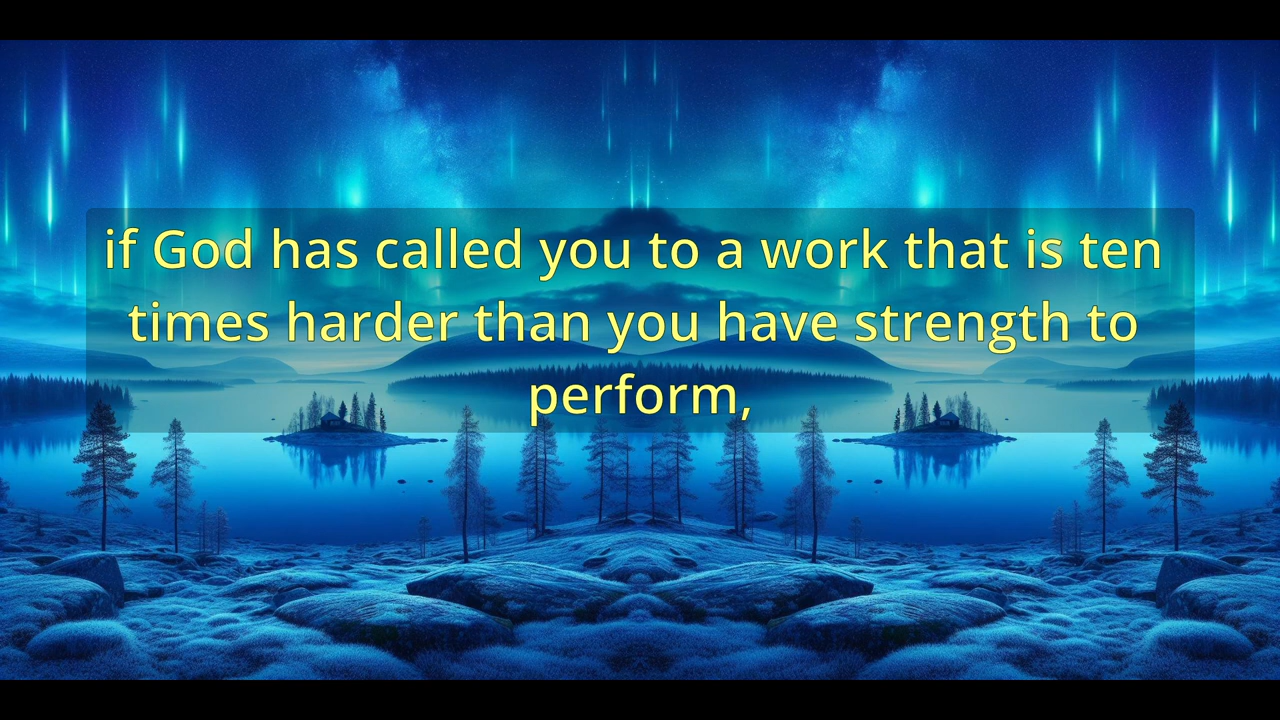 if God has called you to a work that is ten
times harder than you have strength to
perform,